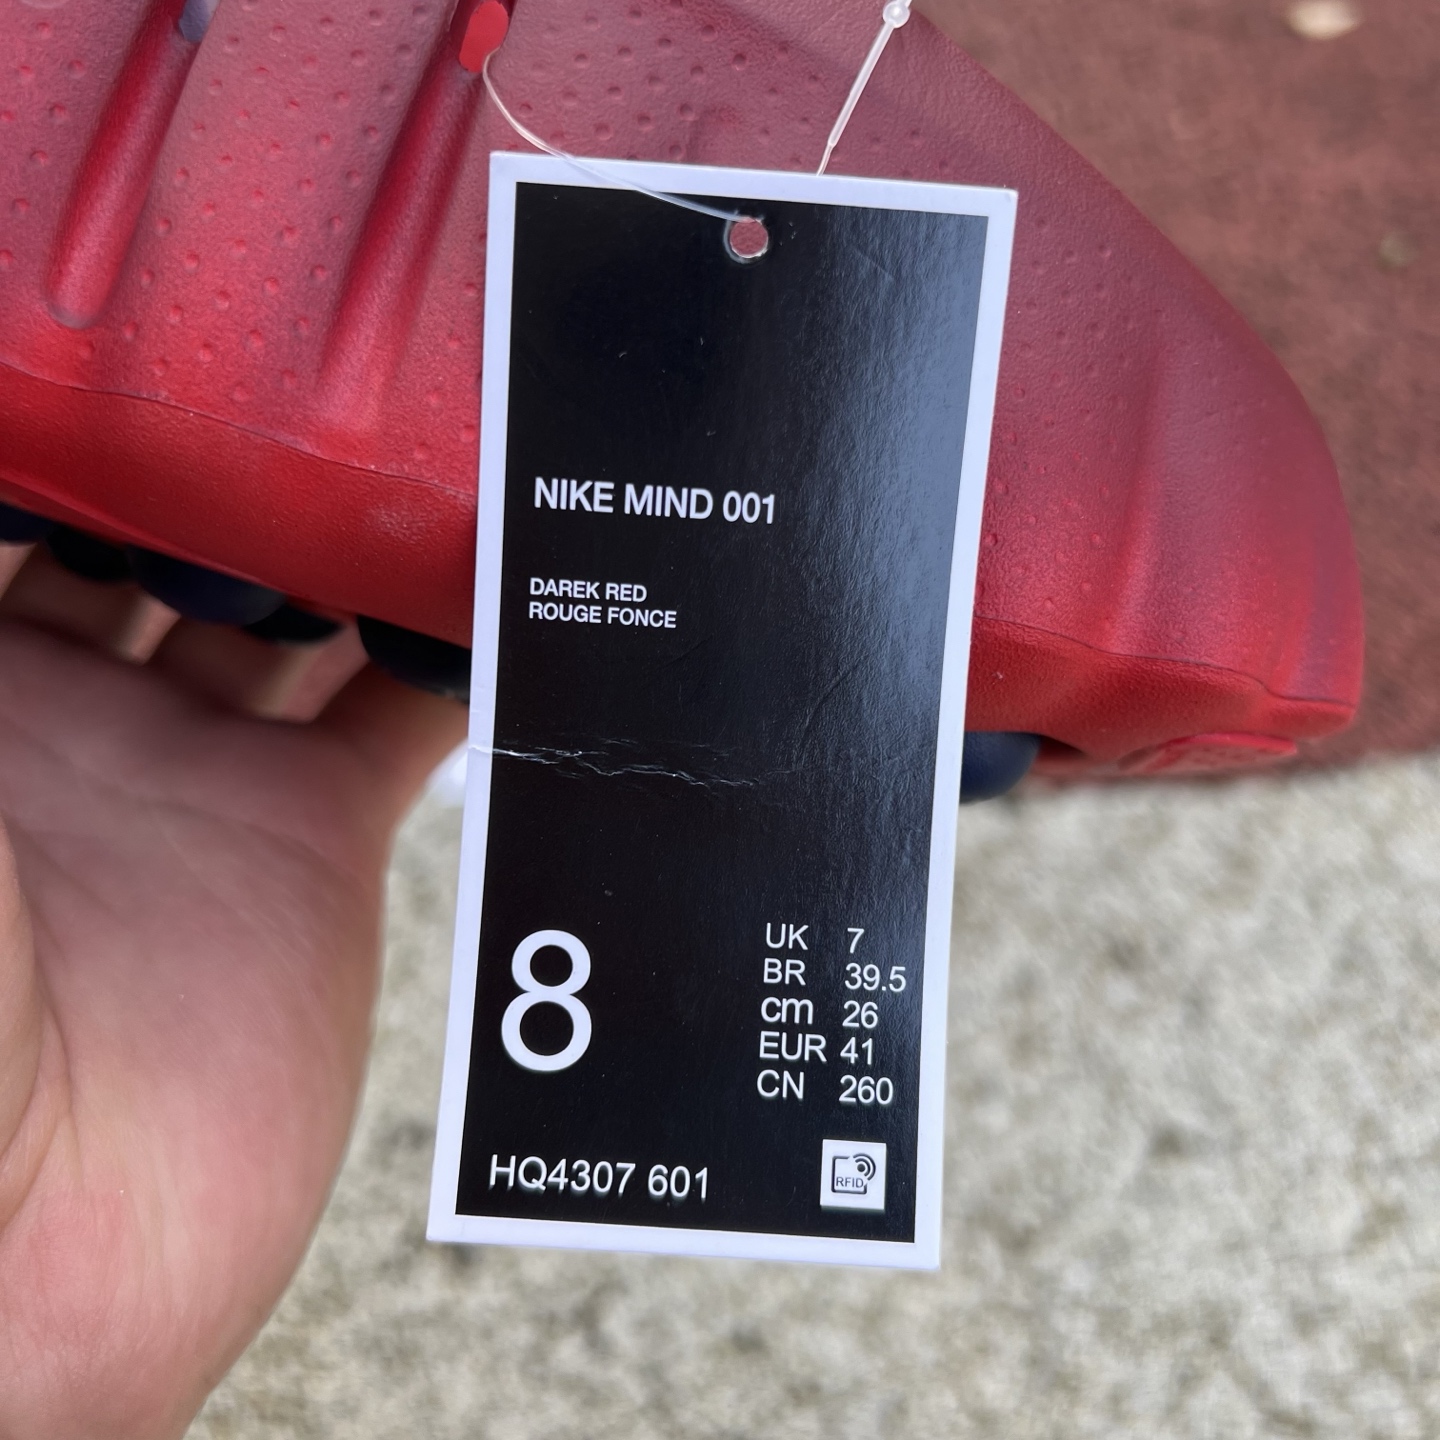 NIKE MIND 001
DAREK RED
ROUGE FONCE
8
UK 7
BR 39.5
cm 26
EUR 41
CN 260
HQ4307 601
RFID